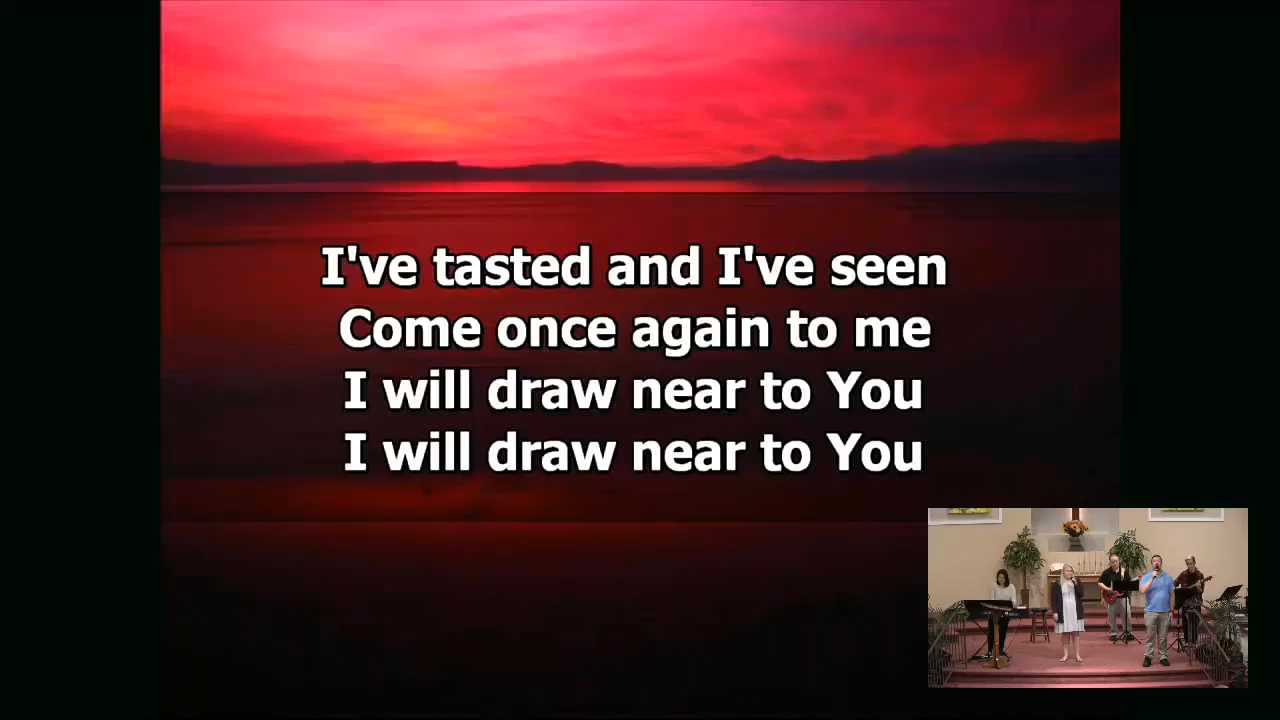 I've tasted and I've seen
Come once again to me
I will draw near to You
I will draw near to You